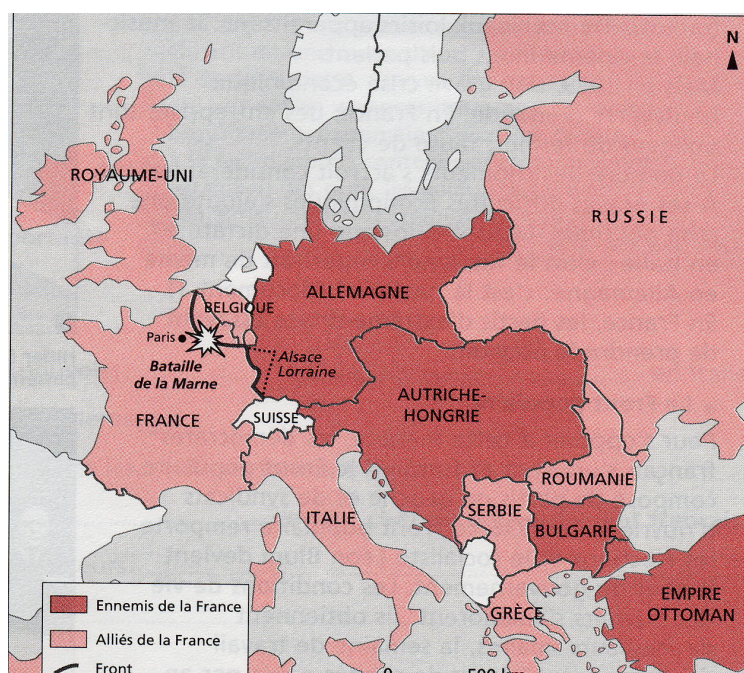 N
ROYAUME-UNI
RUSSIE
ALLEMAGNE
BELGIQUE
Paris
Bataille
de la Marne
Alsace
Lorraine
AUTRICHE-
HONGRIE
FRANCE
SUISSE
ROUMANIE
ITALIE
SERBIE
BULGARIE
EMPIRE
OTTOMAN
GRÈCE
Ennemis de la France
Alliés de la France
Front
0 500 km